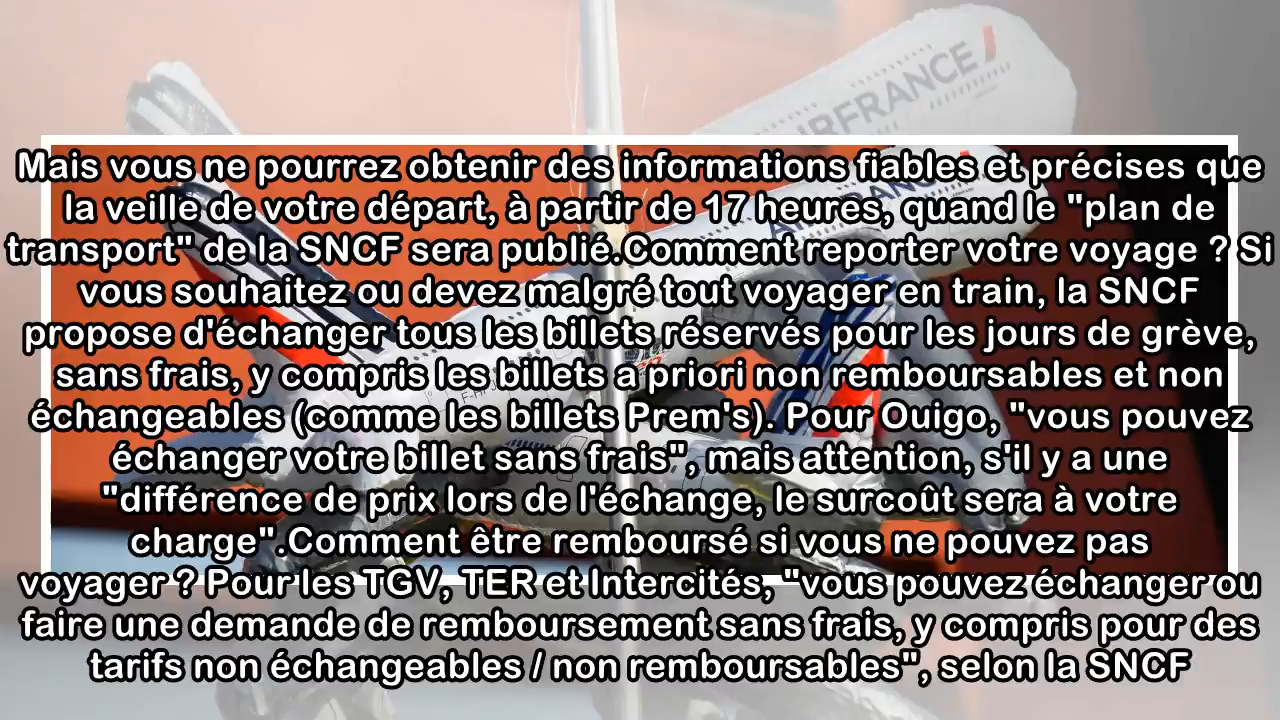 AIRFRANCE
Mais vous ne pourrez obtenir des informations fiables et précises que
la veille de votre départ, à partir de 17 heures, quand le "plan de
transport" de la SNCF sera publié.Comment reporter votre voyage ? Si
vous souhaitez ou devez malgré tout voyager en train, la SNCF
propose d'échanger tous les billets réservés pour les jours de grève,
sans frais, y compris les billets a priori non remboursables et non
échangeables (comme les billets Prem's). Pour Ouigo, "vous pouvez
échanger votre billet sans frais", mais attention, s'il y a une
"différence de prix lors de l'échange, le surcoût sera à votre
charge".Comment être remboursé si vous ne pouvez pas
voyager ? Pour les TGV, TER et Intercités, "vous pouvez échanger ou
faire une demande de remboursement sans frais, y compris pour des
tarifs non échangeables / non remboursables", selon la SNCF